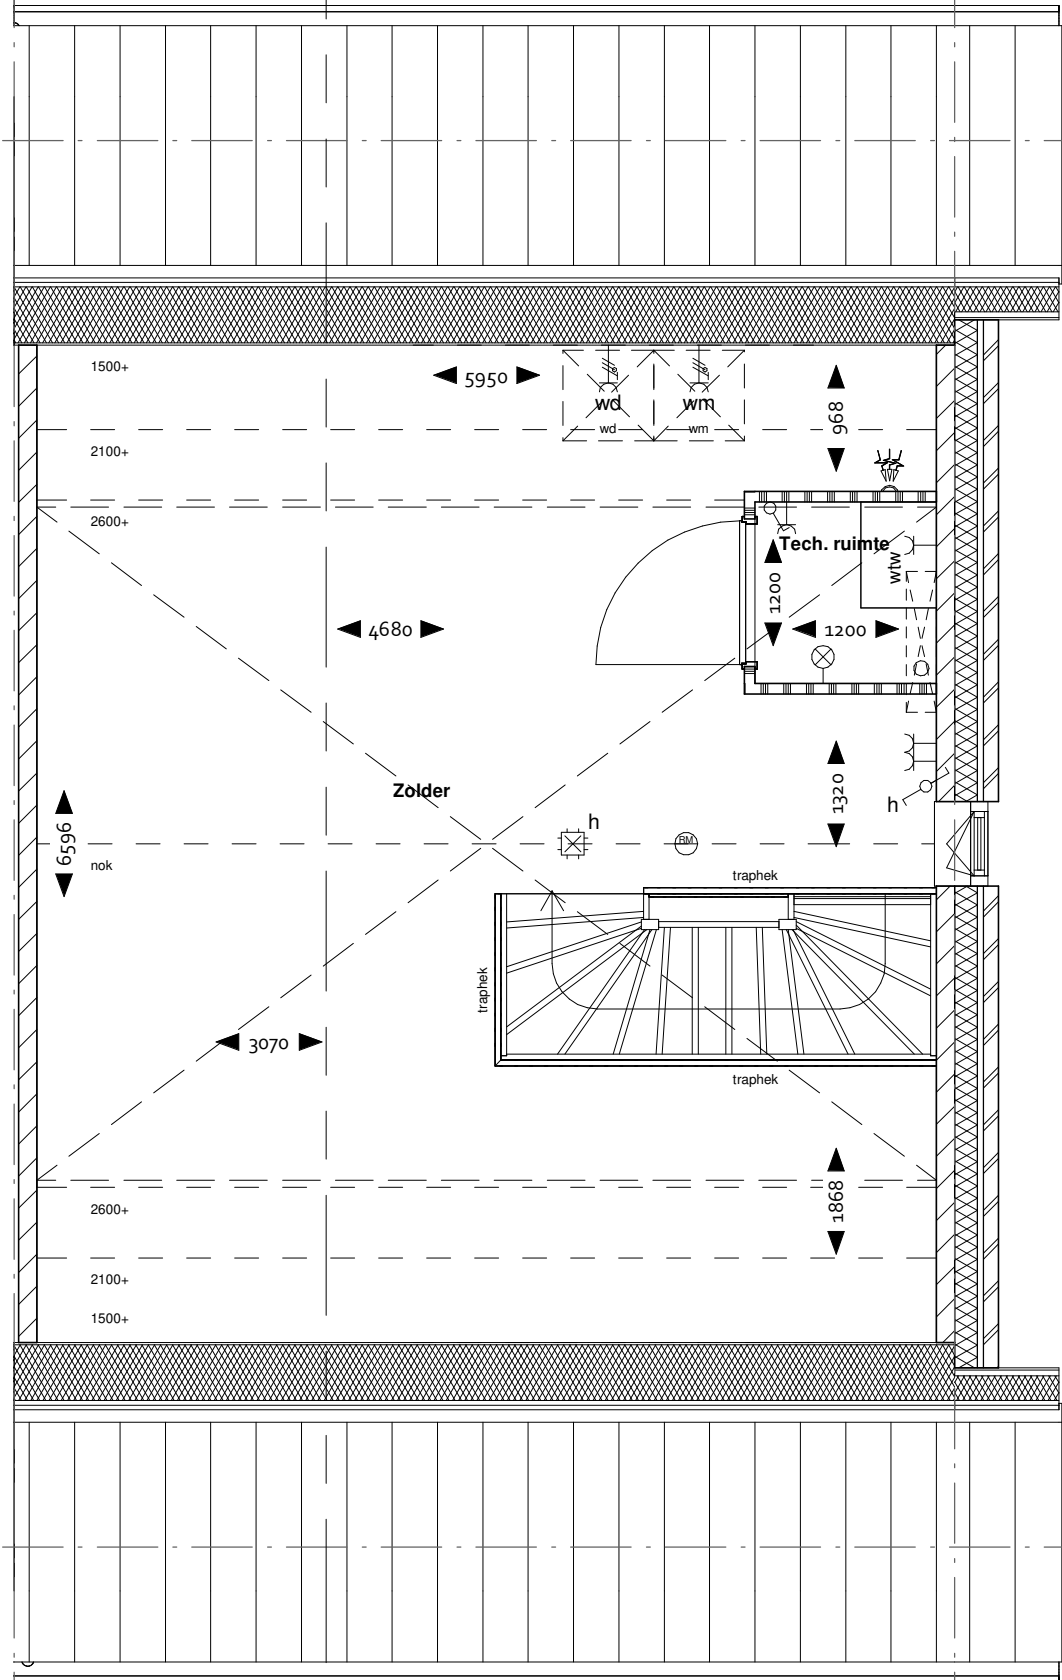 1500+
5950
wd
wm
wd
wm
968
2100+
2600+
Tech. ruimte
wtw
1200
1200
4680
Zolder
1320
h
h
RM
6596
nok
traphek
traphek
3070
traphek
1868
2600+
2100+
1500+